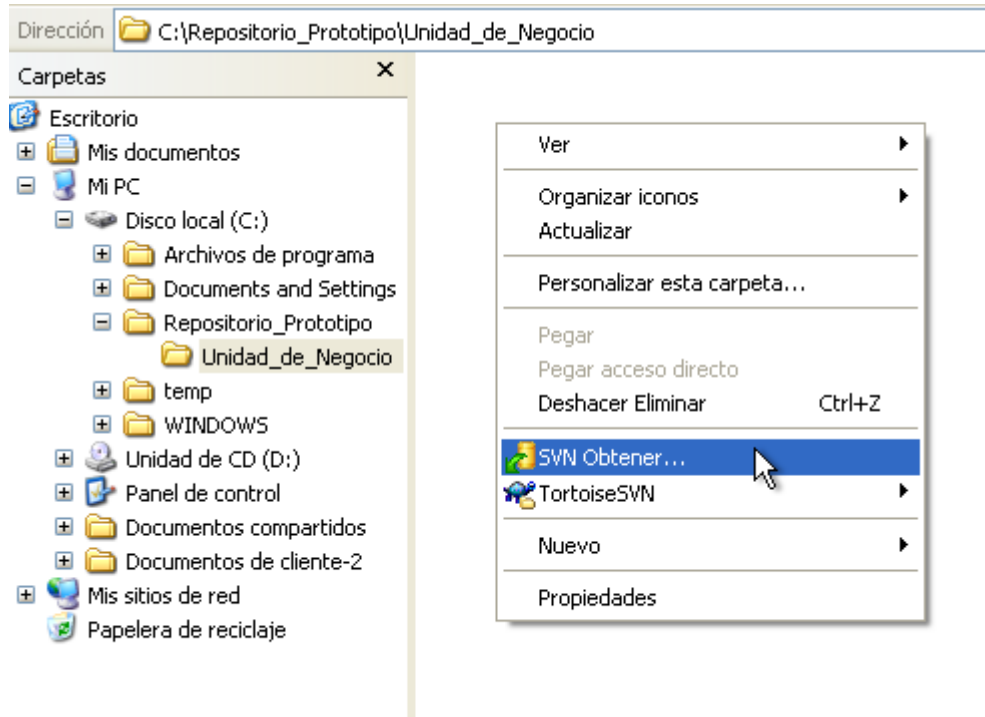 Dirección C:\Repositorio_Prototipo\Unidad_de_Negocio
Carpetas
Escritorio
Mis documentos
Mi PC
Disco local (C:)
Archivos de programa
Documents and Settings
Repositorio_Prototipo
Unidad_de_Negocio
temp
WINDOWS
Unidad de CD (D:)
Panel de control
Documentos compartidos
Documentos de cliente-2
Mis sitios de red
Papelera de reciclaje
Ver
Organizar iconos
Actualizar
Personalizar esta carpeta...
Pegar
Pegar acceso directo
Deshacer Eliminar Ctrl+Z
SVN Obtener...
TortoiseSVN
Nuevo
Propiedades